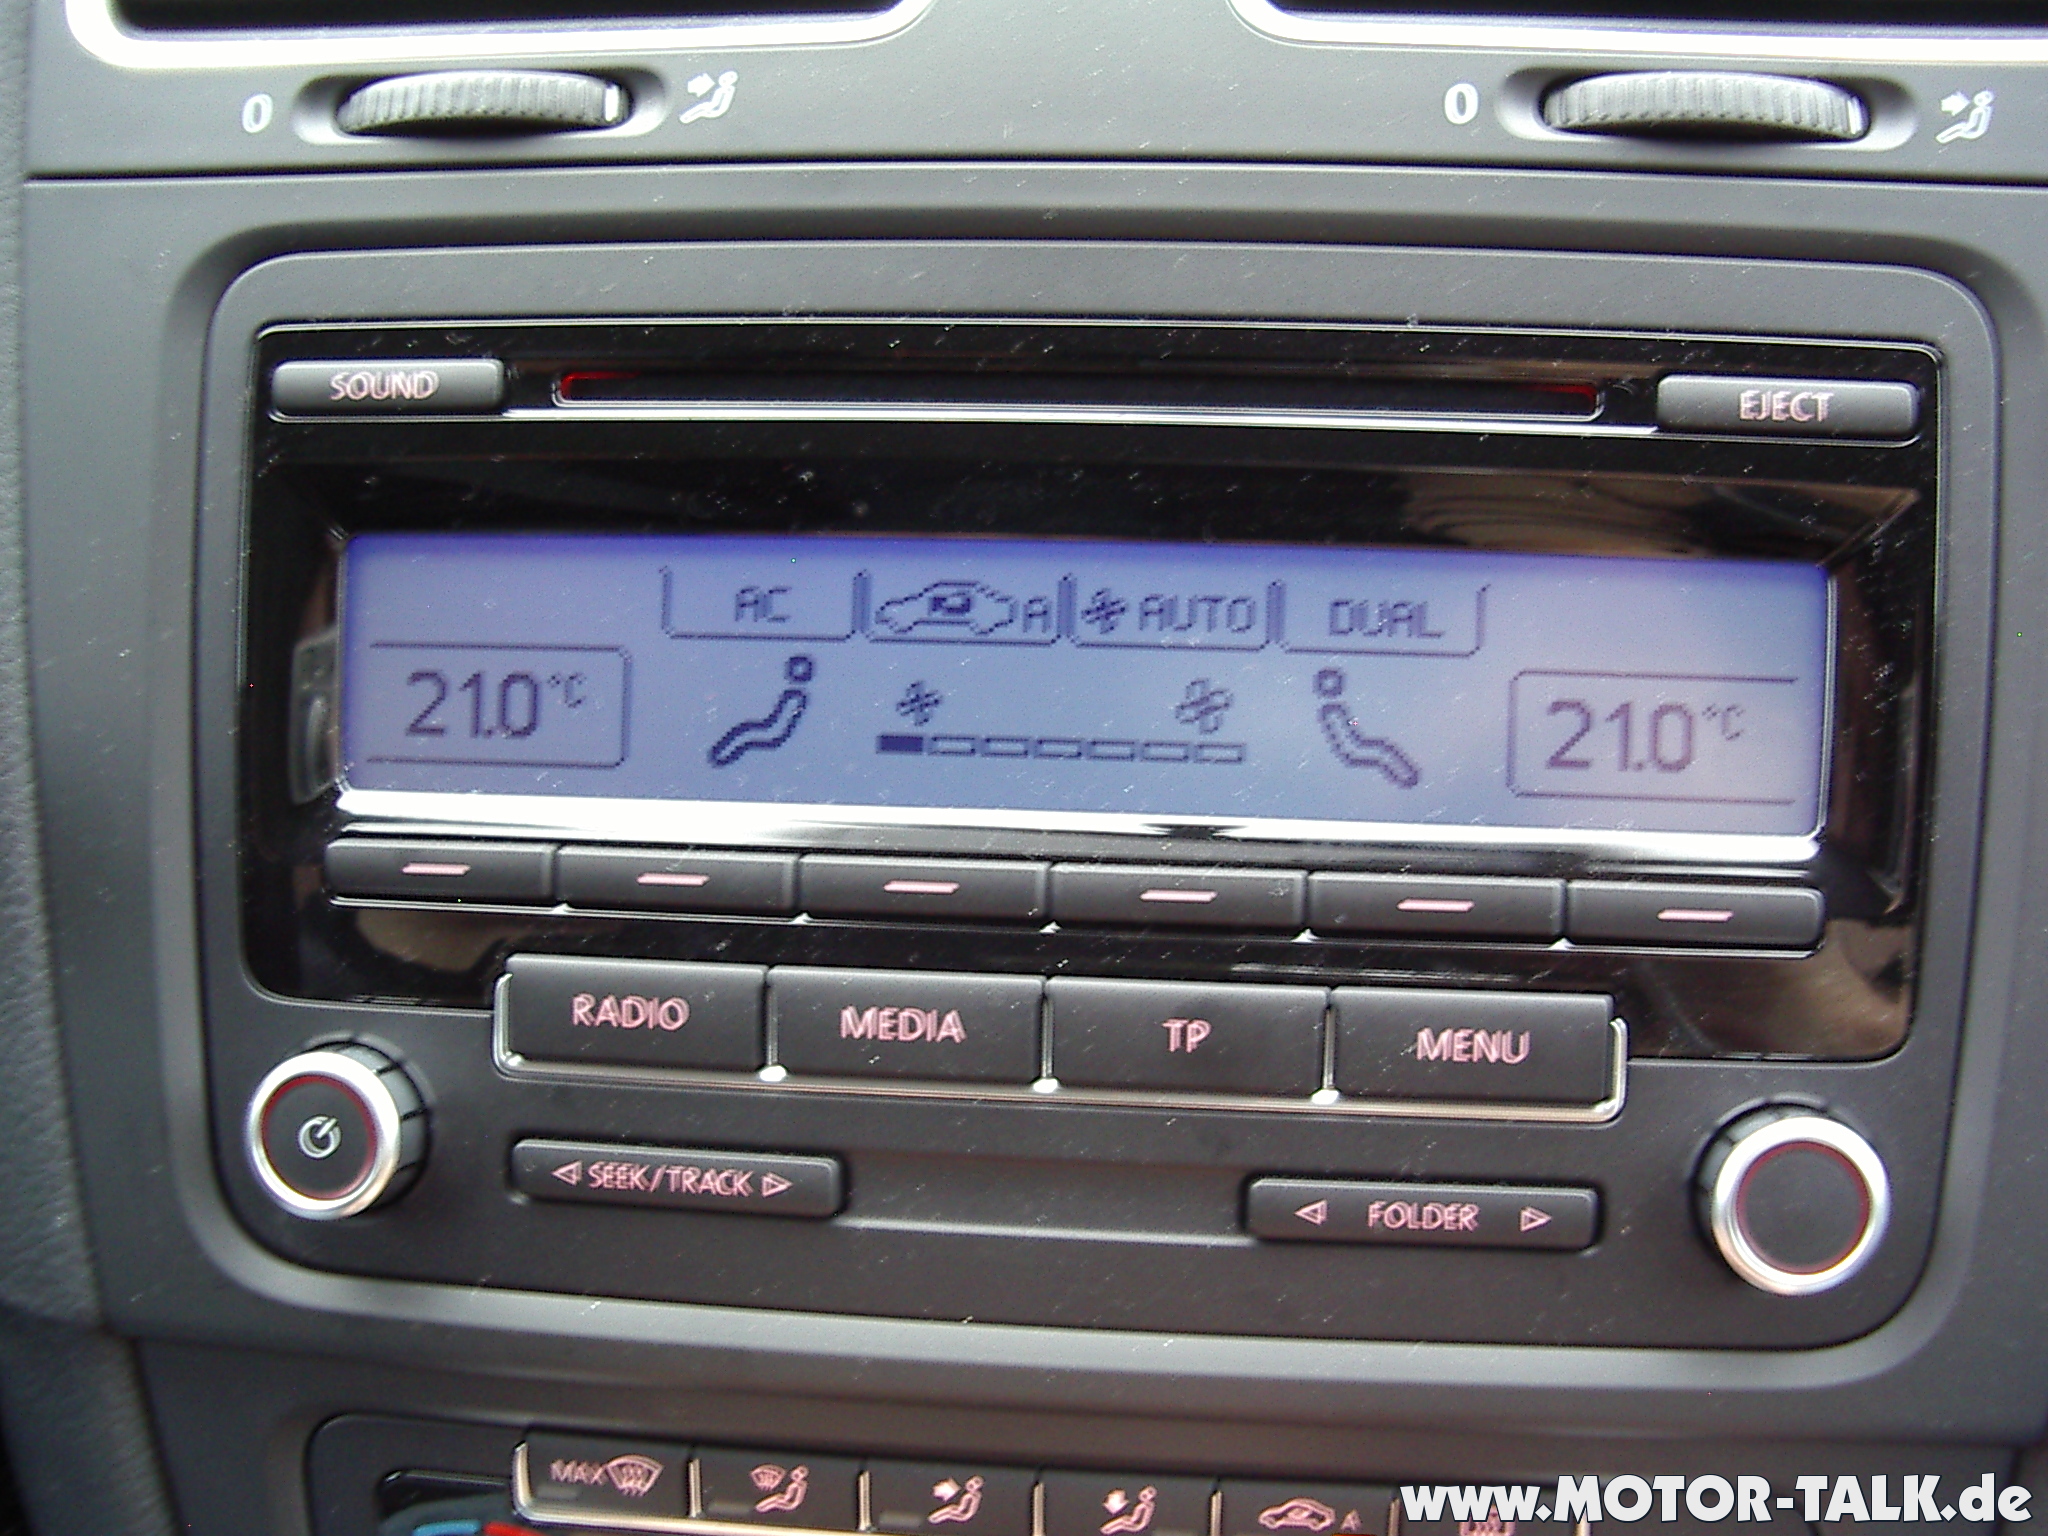 0 0
SOUND EJECT
AC A AUTO DUAL
21.0°C 21.0°C
RADIO MEDIA TP MENU
SEEK/TRACK FOLDER
MAX A
www.MOTOR-TALK.de